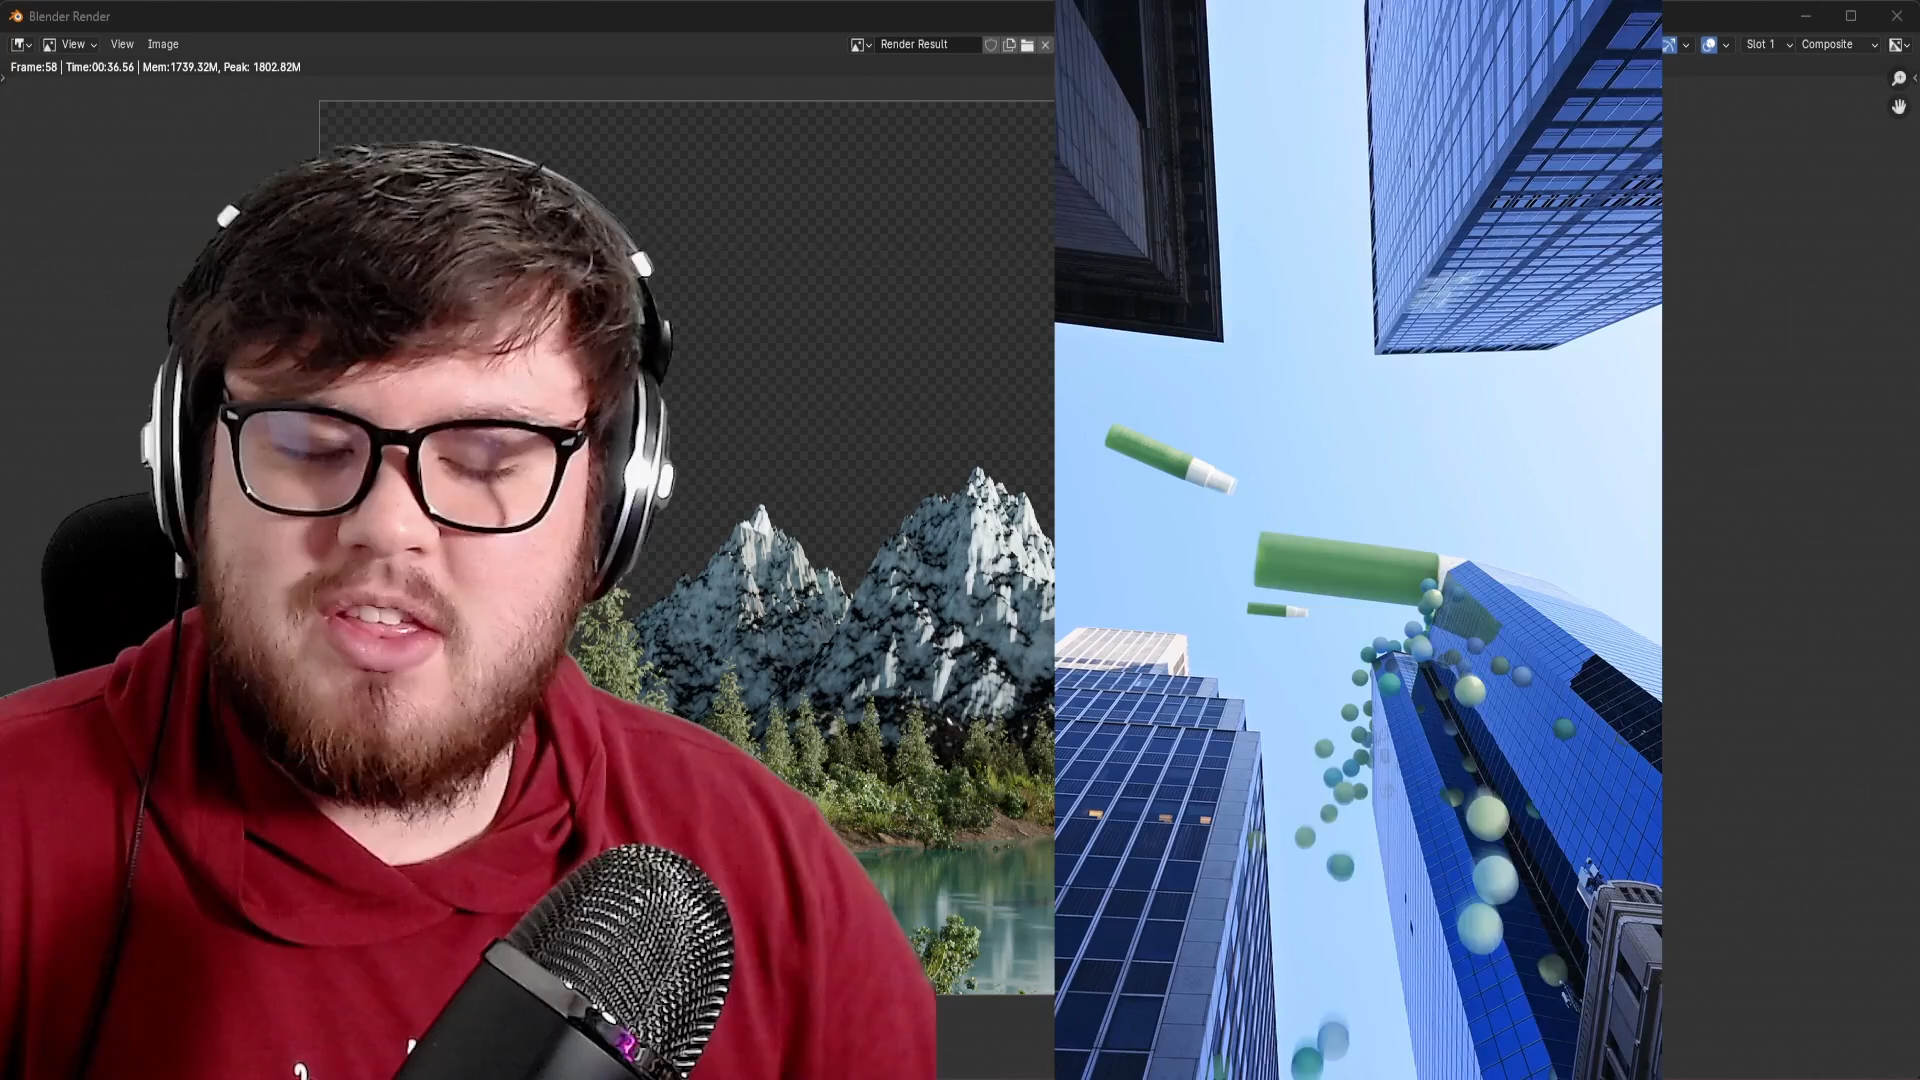 Blender Render
View View Image Render Result Slot 1 Composite
Frame:58 | Time:00:36.56 | Mem:1739.32M, Peak: 1802.82M